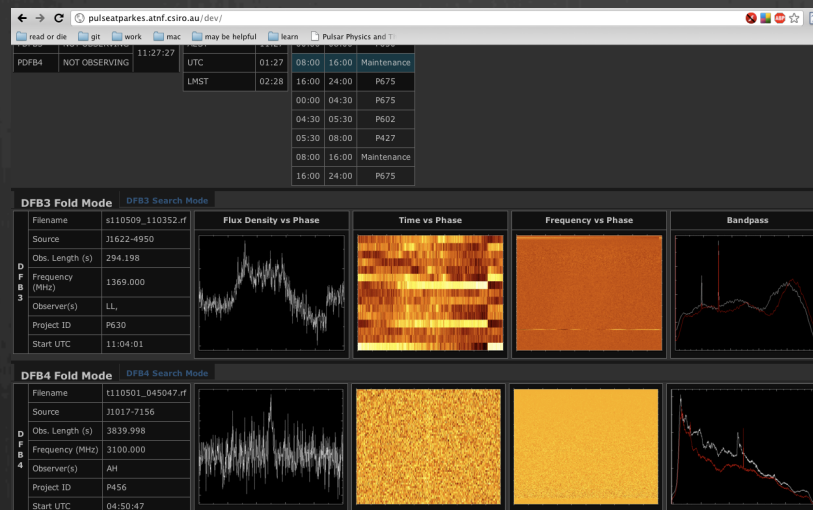 pulseatparkes.atnf.csiro.au/dev/
read or die git work mac may be helpful learn Pulsar Physics and
11:27:27
PDFB4 NOT OBSERVING UTC 01:27 08:00 16:00 Maintenance
LMST 02:28 16:00 24:00 P675
00:00 04:30 P675
04:30 05:30 P602
05:30 08:00 P427
08:00 16:00 Maintenance
16:00 24:00 P675
DFB3 Fold Mode DFB3 Search Mode
DFB3
Filename s110509_110352.rf Flux Density vs Phase Time vs Phase Frequency vs Phase Bandpass
Source J1622-4950
Obs. Length (s) 294.198
Frequency (MHz) 1369.000
Observer(s) LL,
Project ID P630
Start UTC 11:04:01
DFB4 Fold Mode DFB4 Search Mode
DFB4
Filename t110501_045047.rf
Source J1017-7156
Obs. Length (s) 3839.998
Frequency (MHz) 3100.000
Observer(s) AH
Project ID P456
Start UTC 04:50:47